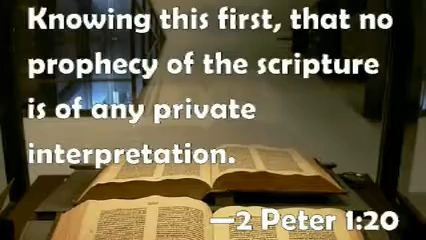 Knowing this first, that no
prophecy of the scripture
is of any private
interpretation.
—2 Peter 1:20